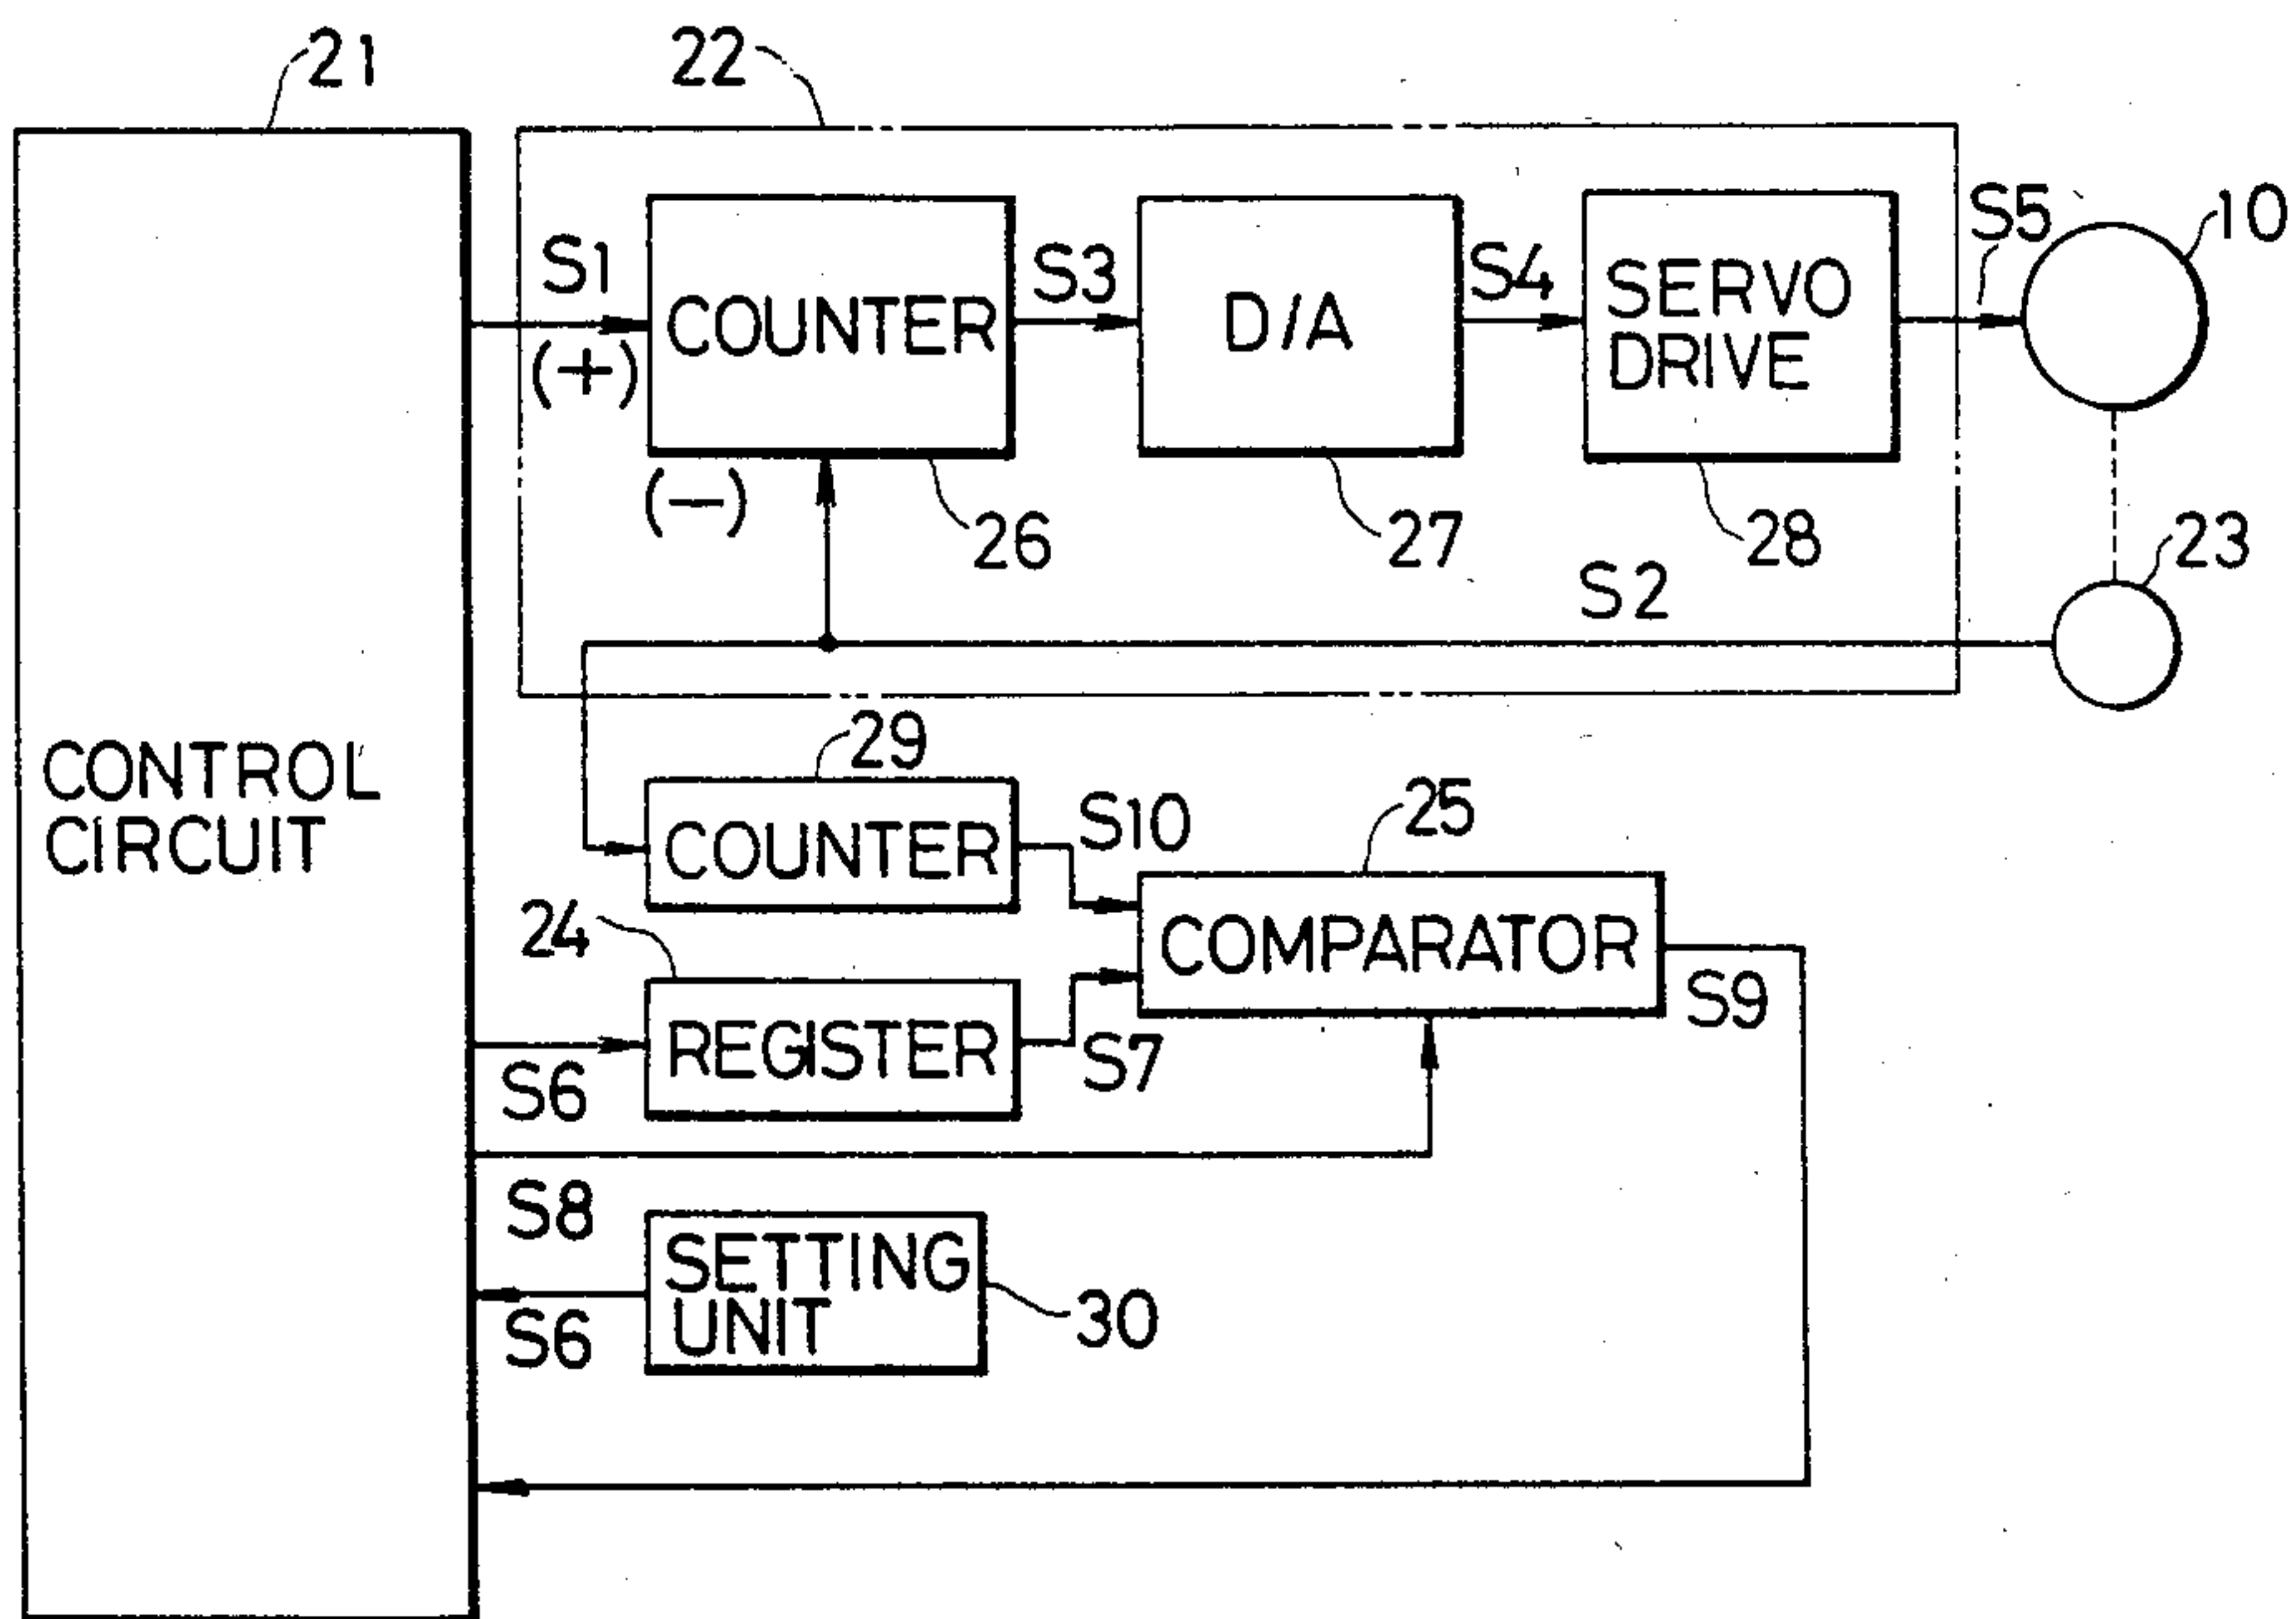 21
22
S1
(+)
COUNTER
S3
D/A
S4
SERVO
DRIVE
S5
10
(−)
26
27
28
23
S2
CONTROL
CIRCUIT
29
COUNTER
S10
25
24
COMPARATOR
S9
REGISTER
S7
S6
S8
SETTING
UNIT
S6
30